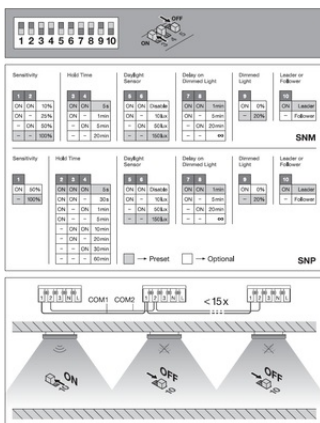 OFF
ON
1 2 3 4 5 6 7 8 9 10
Sensitivity
Hold Time
Daylight Sensor
Delay on Dimmed Light
Dimmed Light
Leader or Follower
1 2
ON ON 10%
ON - 25%
- ON 50%
- - 100%
3 4
ON ON 5s
ON - 1min
- ON 5min
- - 20min
5 6
ON ON Disable
ON - 10lux
- ON 50lux
- -
7 8
ON ON 1min
ON - 5min
- ON 20min
- - ∞
9
ON 0%
- 20%
10
ON Leader
- Follower
SNM
Sensitivity
Hold Time
Daylight Sensor
Delay on Dimmed Light
Dimmed Light
Leader or Follower
1
ON 50%
- 100%
2 3 4
ON ON ON 5s
ON ON - 30s
ON - ON 1min
ON - - 5min
- ON ON 10min
- ON - 20min
- - ON 30min
- - - 60min
5 6
ON ON Disable
ON - 10lux
- ON 50lux
- -
7 8
ON ON 1min
ON - 5min
- ON 20min
- - ∞
9
ON 0%
- 20%
10
ON Leader
- Follower
→ Preset
→ Optional
SNP
1 2 3 N L
COM1 COM2
1 2 3 N L
<15x
1 2 3 N L
ON
OFF
OFF